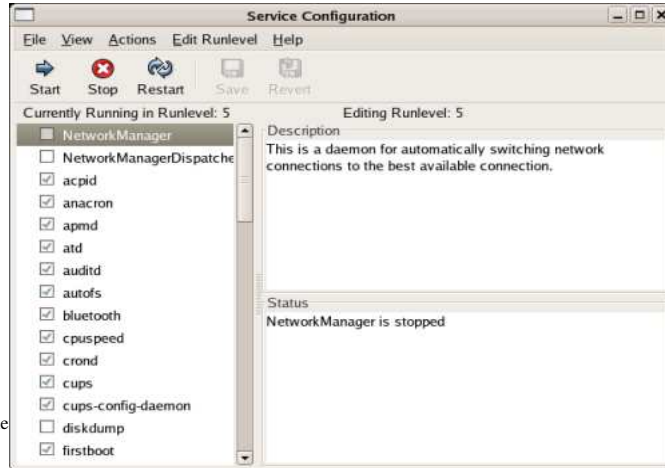 Service Configuration
File View Actions Edit Runlevel Help
Start Stop Restart Save Revert
Currently Running in Runlevel: 5
Editing Runlevel: 5
NetworkManager
NetworkManagerDispatche
acpid
anacron
apmd
atd
auditd
autofs
bluetooth
cpuspeed
crond
cups
cups-config-daemon
diskdump
firstboot
Description
This is a daemon for automatically switching network
connections to the best available connection.
Status
NetworkManager is stopped
e